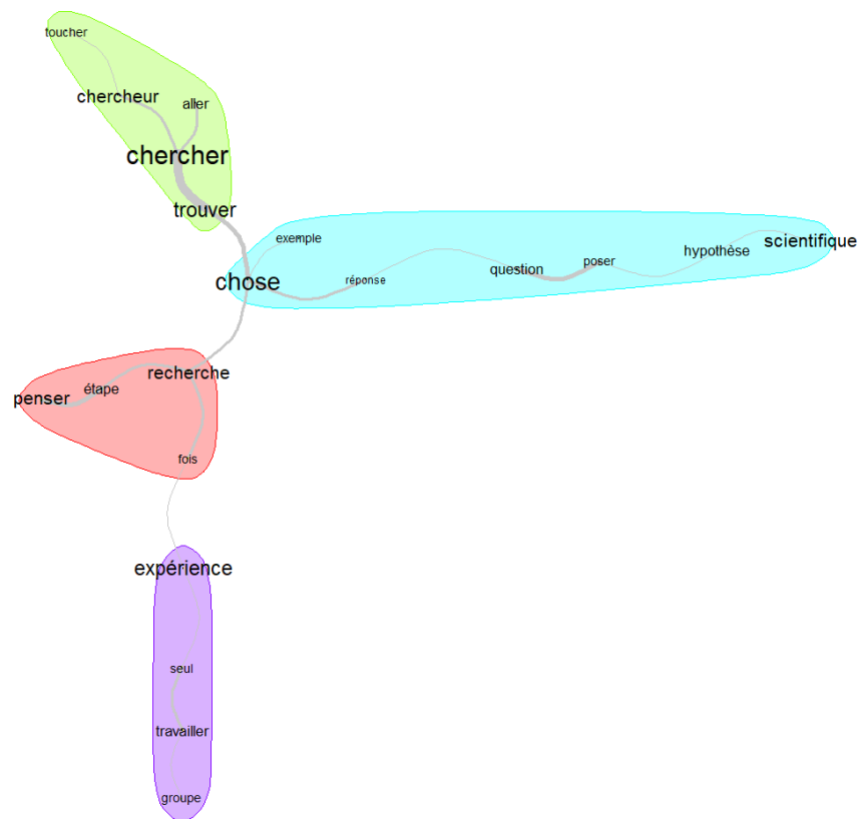 toucher
chercheur
aller
chercher
trouver
exemple
scientifique
hypothèse
poser
question
réponse
chose
recherche
étape
penser
fois
expérience
seul
travailler
groupe